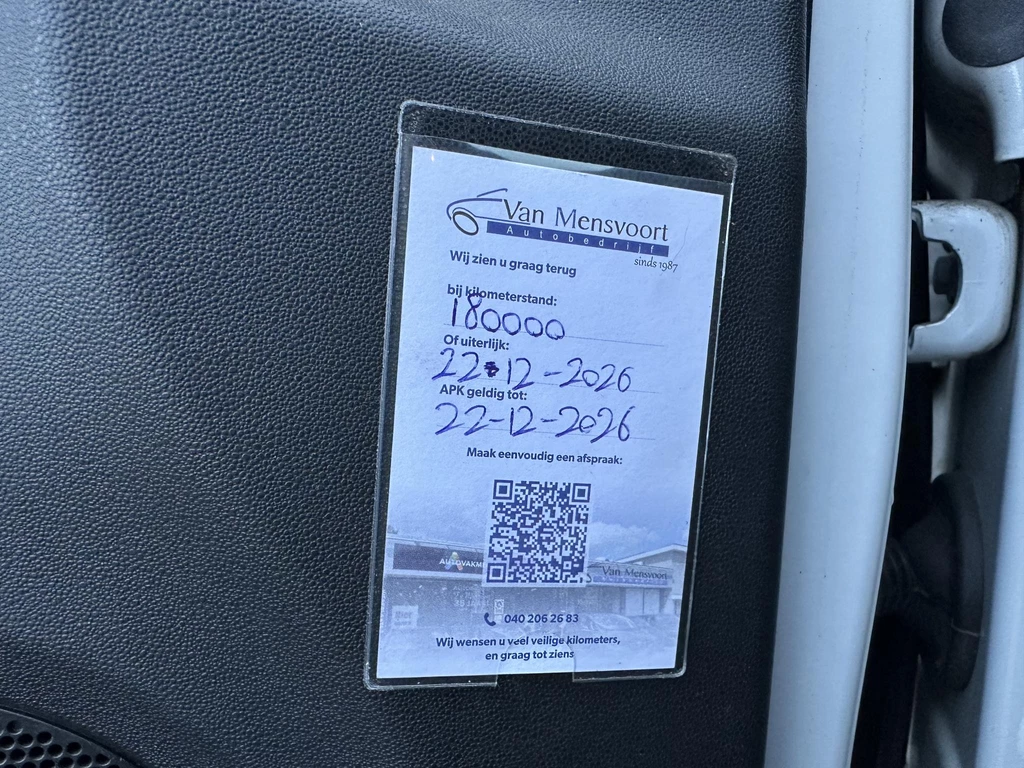 Van Mensvoort
Autobedrijf
sinds 1987
Wij zien u graag terug
bij kilometerstand:
180000
Of uiterlijk:
22-12-2026
APK geldig tot:
22-12-2026
Maak eenvoudig een afspraak:
Van Mensvoort
040 206 26 83
Wij wensen u veel veilige kilometers,
en graag tot ziens